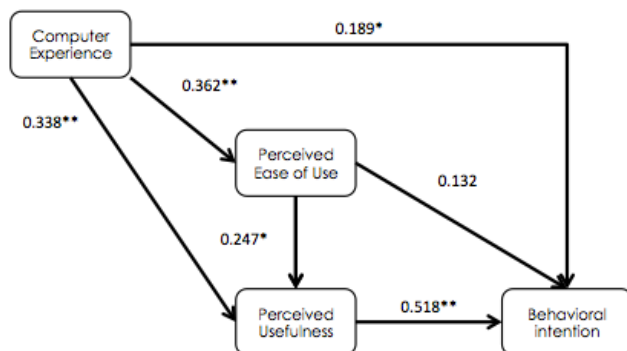 Computer
Experience
0.189*
0.362**
0.338**
Perceived
Ease of Use
0.132
0.247*
Perceived
Usefulness
0.518**
Behavioral
intention